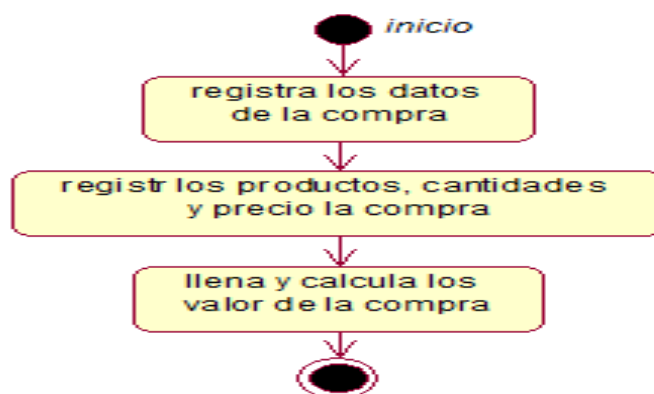 inicio
registra los datos
de la compra
registr los productos, cantidades
y precio la compra
llena y calcula los
valor de la compra